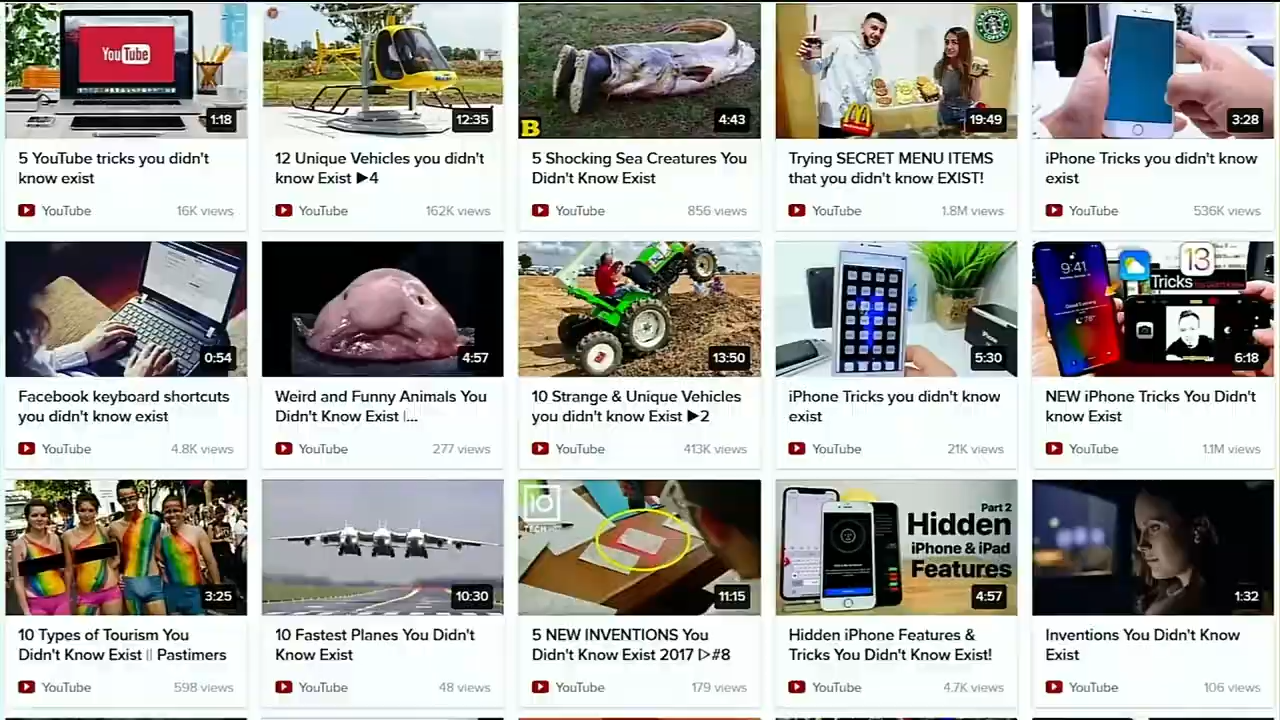 YouTube
1:18
12:35
B
4:43
19:49
3:28
5 YouTube tricks you didn't
know exist
YouTube
16K views
12 Unique Vehicles you didn't
know Exist ▶4
YouTube
162K views
5 Shocking Sea Creatures You
Didn't Know Exist
YouTube
856 views
Trying SECRET MENU ITEMS
that you didn't know EXIST!
YouTube
1.8M views
iPhone Tricks you didn't know
exist
YouTube
536K views
0:54
4:57
13:50
iPhone
5:30
9:41
13
Tricks
6:18
Facebook keyboard shortcuts
you didn't know exist
YouTube
4.8K views
Weird and Funny Animals You
Didn't Know Exist |...
YouTube
277 views
10 Strange & Unique Vehicles
you didn't know Exist ▶2
YouTube
413K views
iPhone Tricks you didn't know
exist
YouTube
21K views
NEW iPhone Tricks You Didn't
know Exist
YouTube
1.1M views
3:25
10:30
10
TECH
11:15
Part 2
Hidden
iPhone & iPad
Features
4:57
1:32
10 Types of Tourism You
Didn't Know Exist || Pastimers
YouTube
598 views
10 Fastest Planes You Didn't
Know Exist
YouTube
48 views
5 NEW INVENTIONS You
Didn't Know Exist 2017 ▷#8
YouTube
179 views
Hidden iPhone Features &
Tricks You Didn't Know Exist!
YouTube
4.7K views
Inventions You Didn't Know
Exist
YouTube
106 views